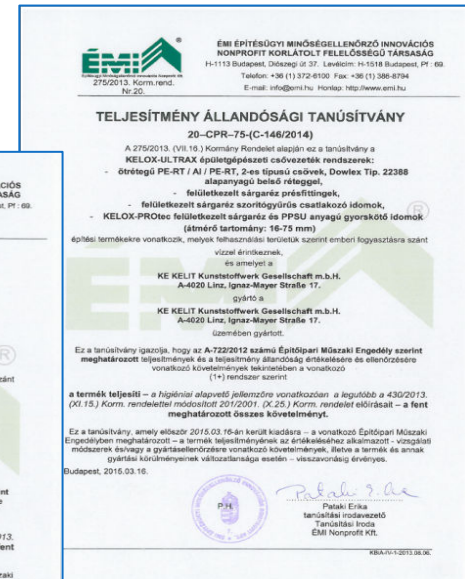 ÉMI ÉPÍTÉSÜGYI MINŐSÉGELLENŐRZŐ INNOVÁCIÓS
NONPROFIT KORLÁTOLT FELELŐSSÉGŰ TÁRSASÁG
H-1113 Budapest, Diószegi út 37. Levélcím: H-1518 Budapest, Pf : 69.
Telefon: +36 (1) 372-6100 Fax: +36 (1) 386-8794
E-mail: info@emi.hu Honlap: http://www.emi.hu
ÉMI
275/2013. Korm.rend.
Nr.20.
TELJESÍTMÉNY ÁLLANDÓSÁGI TANÚSÍTVÁNY
20–CPR–75-(C-146/2014)
A 275/2013. (VII.16.) Kormány Rendelet alapján ez a tanúsítvány a
KELOX-ULTRAX épületgépészeti csővezeték rendszerek:
- ötrétegű PE-RT / Al / PE-RT, 2-es típusú csövek, Dowlex Tip. 22388
alapanyagú belső réteggel,
- felületkezelt sárgaréz présfittingek,
- felületkezelt sárgaréz szorítógyűrűs csatlakozó idomok,
- KELOX-PROtec felületkezelt sárgaréz és PPSU anyagú gyorskötő idomok
(átmérő tartomány: 16-75 mm)
építési termékekre vonatkozik, melyek felhasználási területük szerint emberi fogyasztásra szánt
vízzel érintkeznek,
és amelyet a
KE KELIT Kunststoffwerk Gesellschaft m.b.H.
A-4020 Linz, Ignaz-Mayer Straße 17.
gyártó a
KE KELIT Kunststoffwerk Gesellschaft m.b.H.
A-4020 Linz, Ignaz-Mayer Straße 17.
üzemében gyártott.
Ez a tanúsítvány igazolja, hogy az A-722/2012 számú Építőipari Műszaki Engedély szerint
meghatározott teljesítmények és a teljesítmény állandóság értékelésére és ellenőrzésére
vonatkozó követelmények tekintetében a vonatkozó
(1+) rendszer szerint
a termék teljesíti – a higiéniai alapvető jellemzőre vonatkozóan a legutóbb a 430/2013.
(XI.15.) Korm. rendelettel módosított 201/2001. (X.25.) Korm. rendelet előírásait – a fent
meghatározott összes követelményt.
Ez a tanúsítvány, amely először 2015.03.16-án került kiadásra – a vonatkozó Építőipari Műszaki
Engedélyben meghatározott – a termék teljesítményének az értékeléséhez alkalmazott - vizsgálati
módszerek és/vagy a gyártásellenőrzésre vonatkozó követelmények, illetve a termék és annak
gyártási körülményeinek változatlansága esetén – visszavonásig érvényes.
Budapest, 2015.03.16.
P.H.
Pataki Erika
tanúsítási irodavezető
Tanúsítási Iroda
ÉMI Nonprofit Kft.
KBIA-IV-1-2013.08.06.